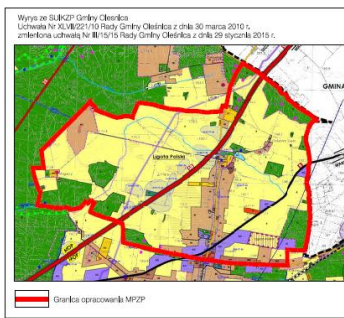 Wyrys ze SUiKZP Gminy Oleśnica
Uchwała Nr XLVII/221/10 Rady Gminy Oleśnica z dnia 30 marca 2010 r.
zmieniona uchwałą Nr III/15/15 Rady Gminy Oleśnica z dnia 29 stycznia 2015 r.
GMINA
Ligota Polska
Granica opracowania MPZP